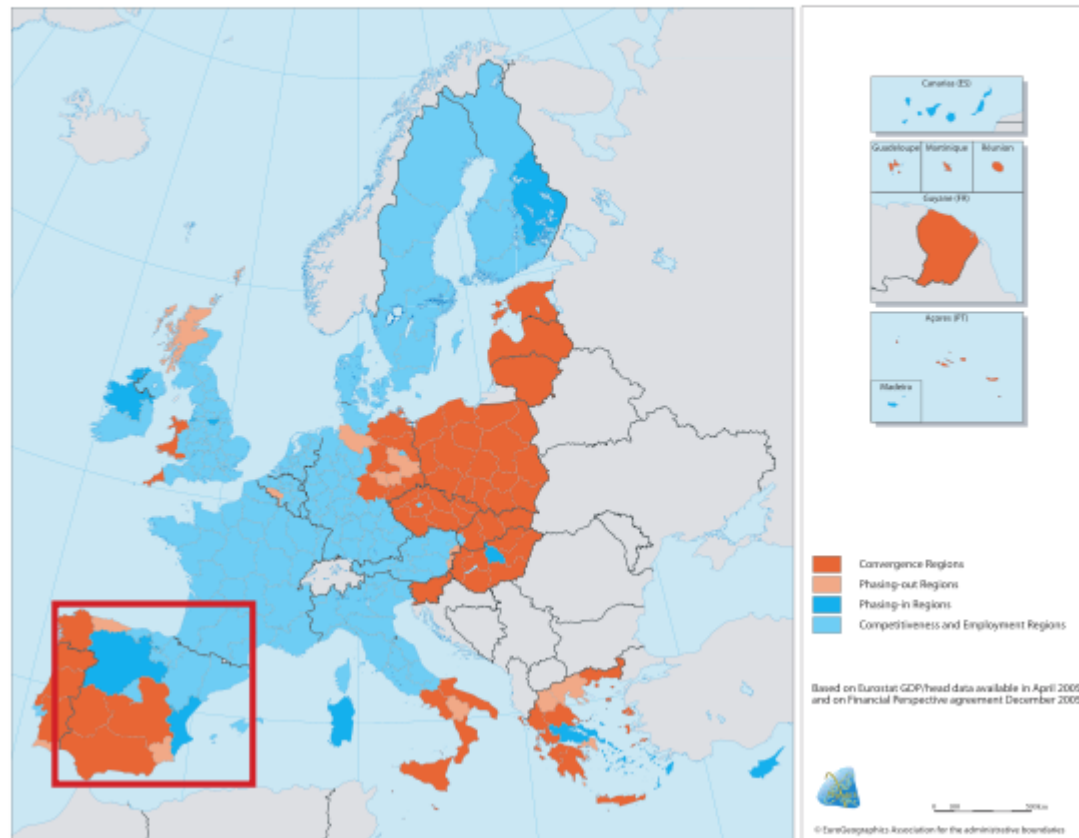 Canarias (ES)
Guadeloupe
Martinique
Réunion
Guyane (FR)
Açores (PT)
Madeira
Convergence Regions
Phasing-out Regions
Phasing-in Regions
Competitiveness and Employment Regions
Based on Eurostat GDP/head data available in April 2005
and on Financial Perspective agreement December 2005
© EuroGeographics Association for the administrative boundaries